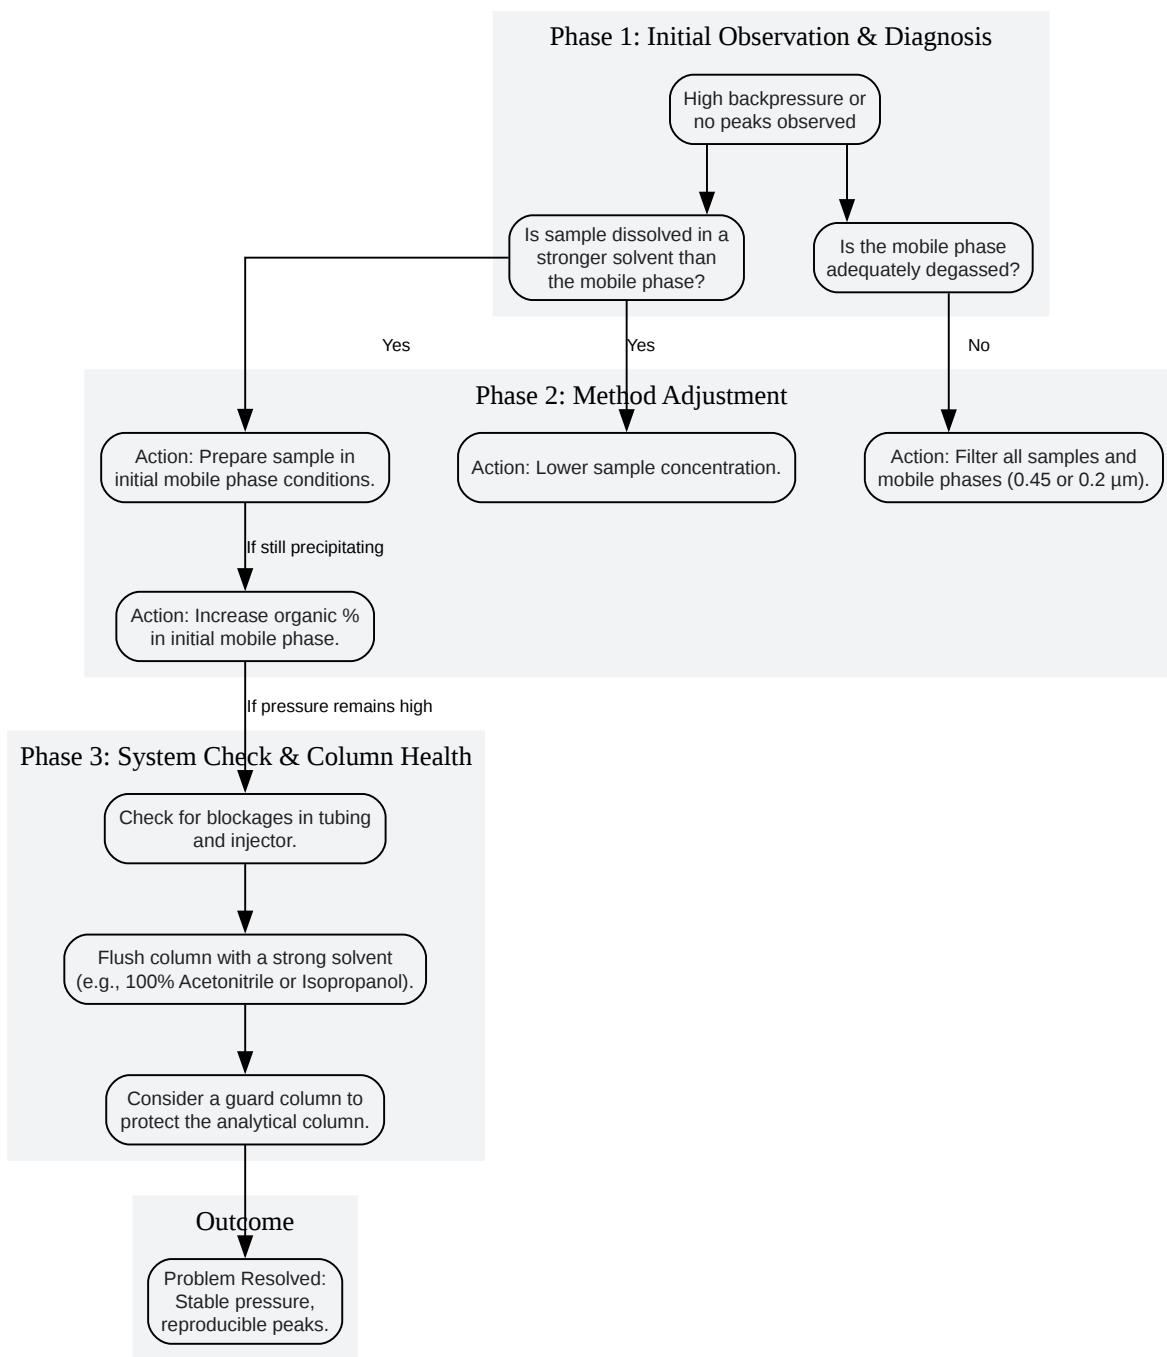 Phase 1: Initial Observation & Diagnosis
High backpressure or
no peaks observed
Is sample dissolved in a
stronger solvent than
the mobile phase?
Is the mobile phase
adequately degassed?
Yes
Yes
No
Phase 2: Method Adjustment
Action: Prepare sample in
initial mobile phase conditions.
Action: Lower sample concentration.
Action: Filter all samples and
mobile phases (0.45 or 0.2 µm).
If still precipitating
Action: Increase organic %
in initial mobile phase.
If pressure remains high
Phase 3: System Check & Column Health
Check for blockages in tubing
and injector.
Flush column with a strong solvent
(e.g., 100% Acetonitrile or Isopropanol).
Consider a guard column to
protect the analytical column.
Outcome
Problem Resolved:
Stable pressure,
reproducible peaks.